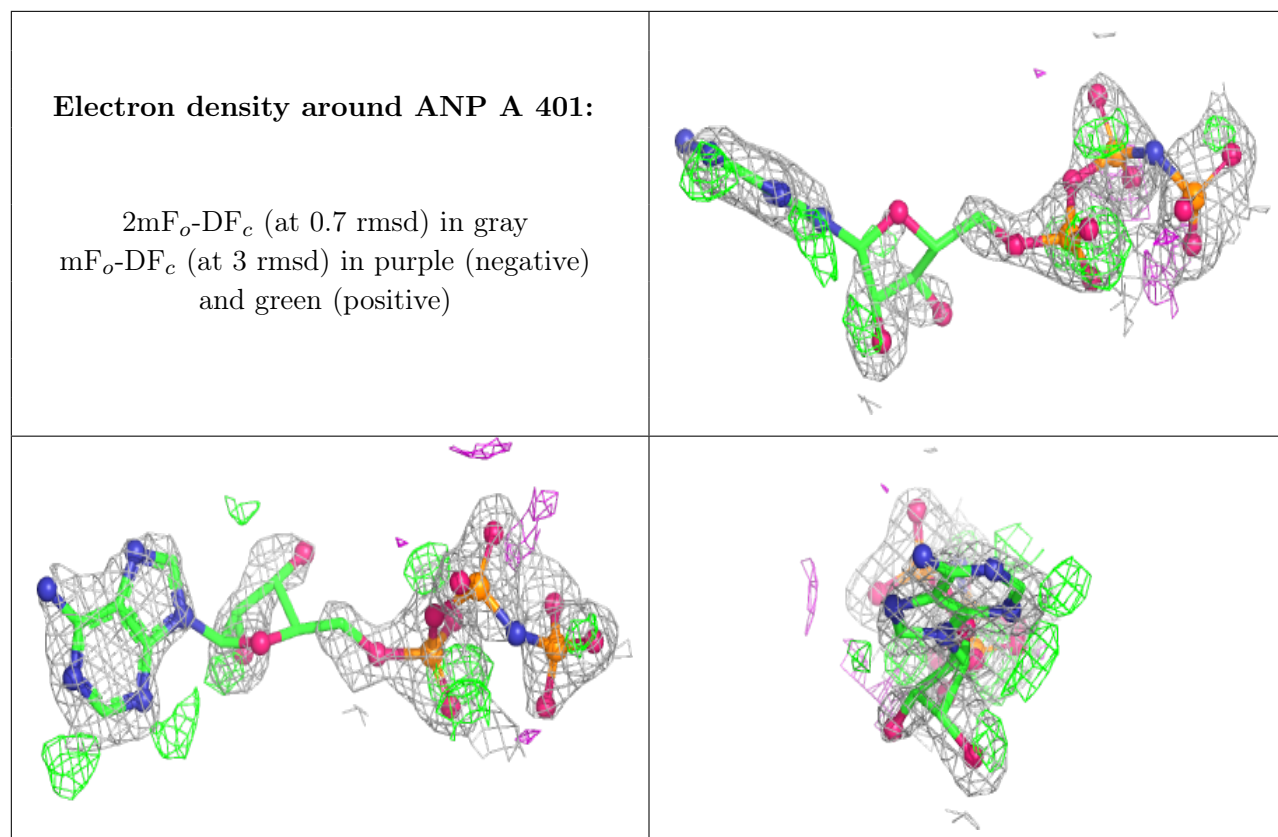 Electron density around ANP A 401:
2mFₒ-DF𝒸 (at 0.7 rmsd) in gray
mFₒ-DF𝒸 (at 3 rmsd) in purple (negative)
and green (positive)